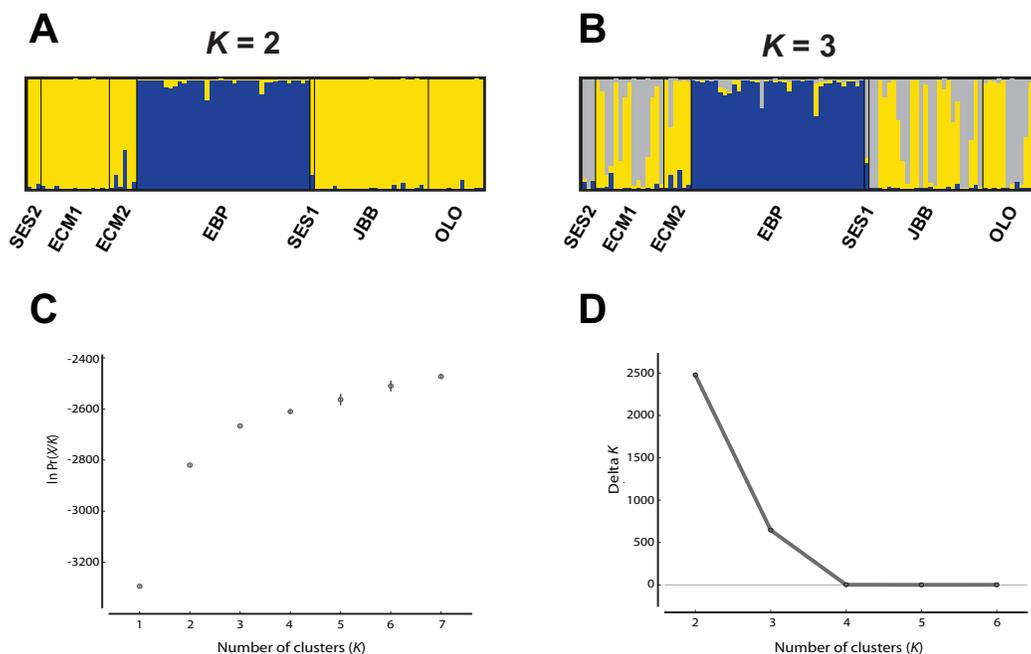 A
K = 2
SES2
ECM1
ECM2
EBP
SES1
JBB
OLO
B
K = 3
SES2
ECM1
ECM2
EBP
SES1
JBB
OLO
C
-2400
-2600
-2800
-3000
-3200
ln Pr(X/K)
1 2 3 4 5 6 7
Number of clusters (K)
D
2500
2000
1500
1000
500
0
Delta K
2 3 4 5 6
Number of clusters (K)